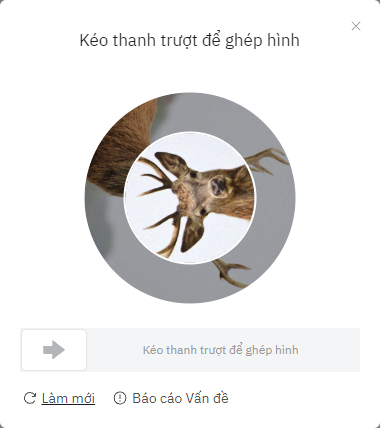 Kéo thanh trượt để ghép hình
Kéo thanh trượt để ghép hình
Làm mới
Báo cáo Vấn đề